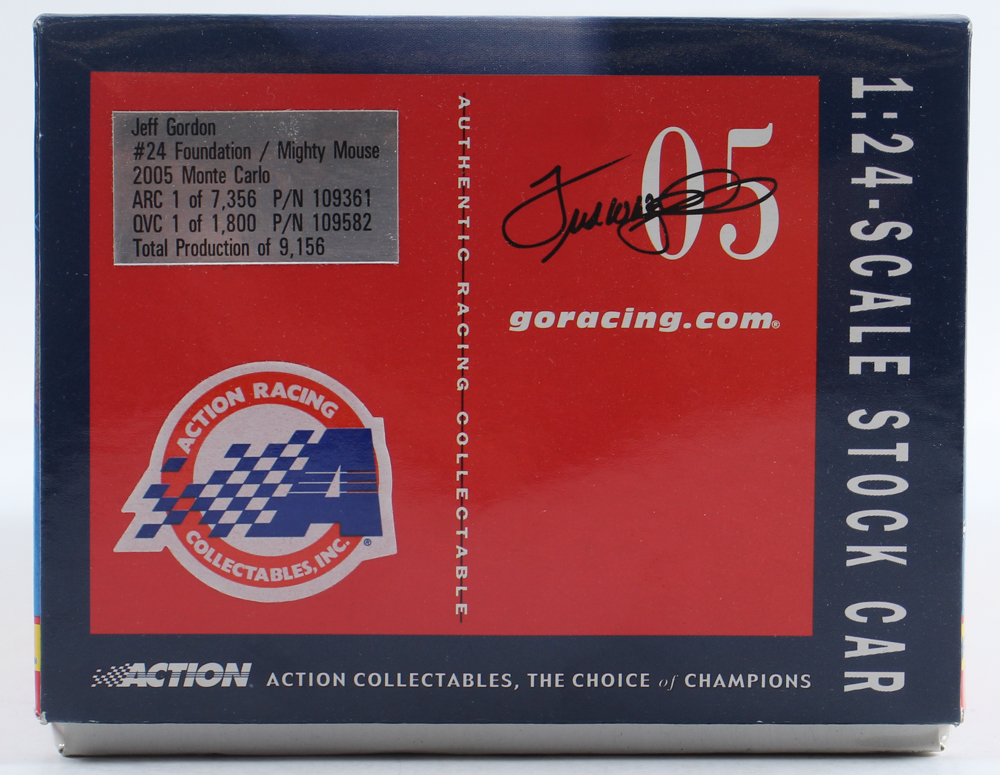 Jeff Gordon
#24 Foundation / Mighty Mouse
2005 Monte Carlo
ARC 1 of 7,356 P/N 109361
QVC 1 of 1,800 P/N 109582
Total Production of 9,156
AUTHENTIC RACING COLLECTABLE
05
goracing.com®
1:24-SCALE STOCK CAR
ACTION RACING
A
COLLECTABLES, INC.®
ACTION
ACTION COLLECTABLES, THE CHOICE of CHAMPIONS